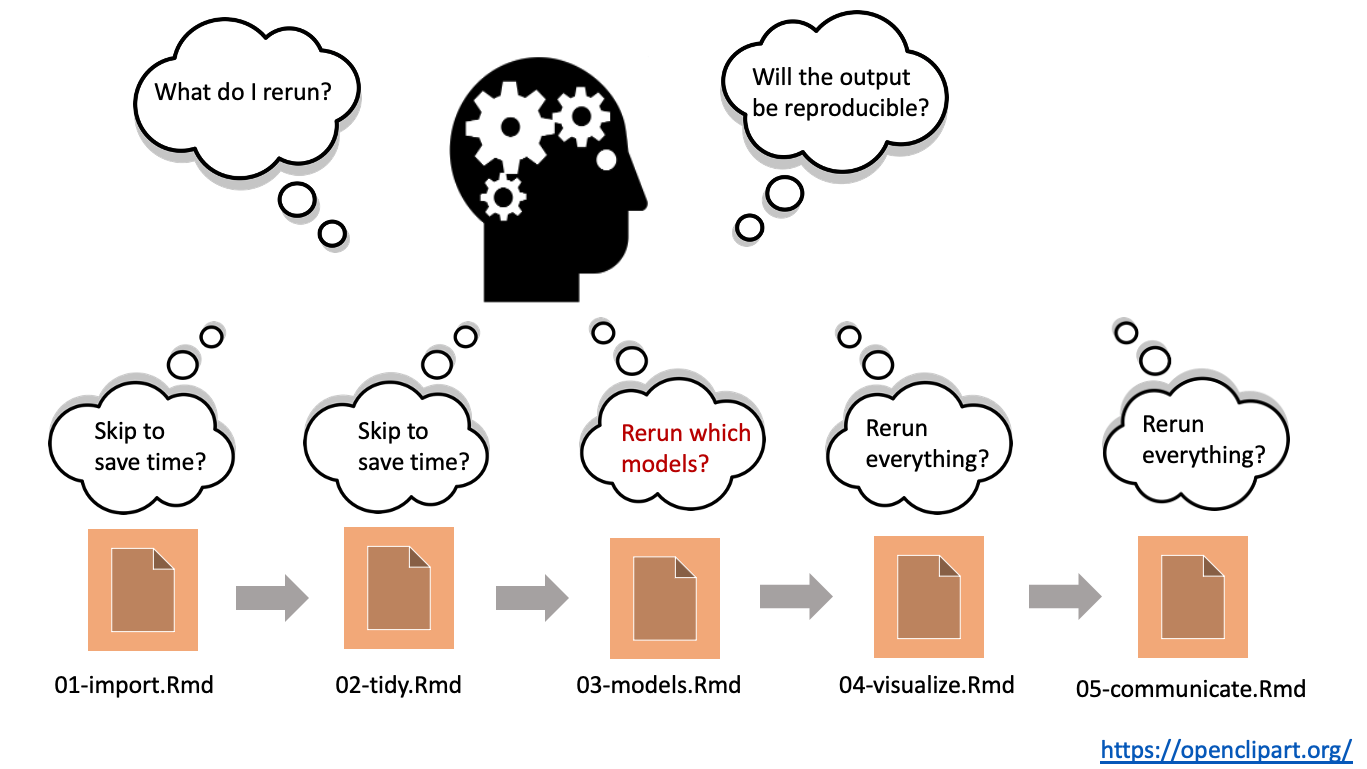 What do I rerun?
Will the output
be reproducible?
Skip to
save time?
Skip to
save time?
Rerun which
models?
Rerun
everything?
Rerun
everything?
01-import.Rmd
02-tidy.Rmd
03-models.Rmd
04-visualize.Rmd
05-communicate.Rmd
https://openclipart.org/